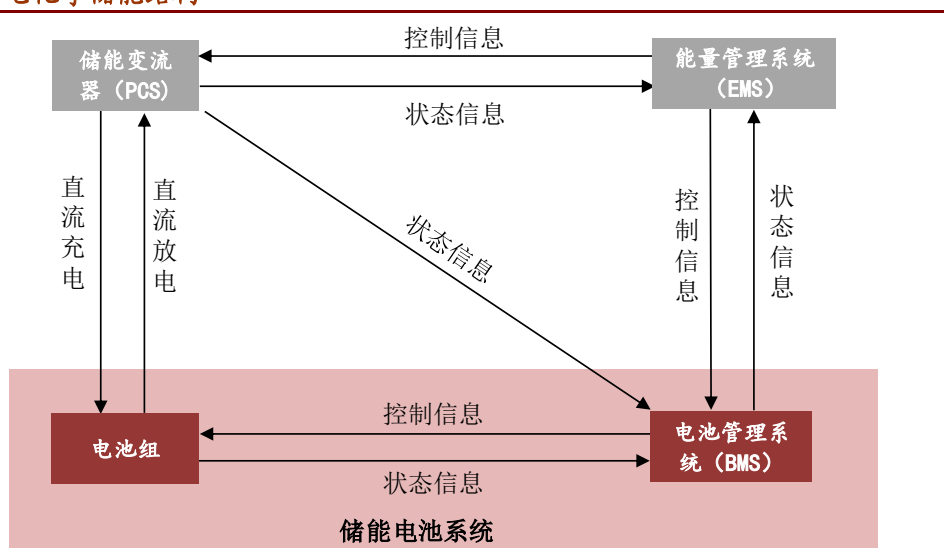 控制信息
储能变流
器（PCS)
能量管理系统
（EMS）
状态信息
直流充电
直流放电
状态信息
控制信息
状态信息
电池组
控制信息
电池管理系
统（BMS）
状态信息
储能电池系统